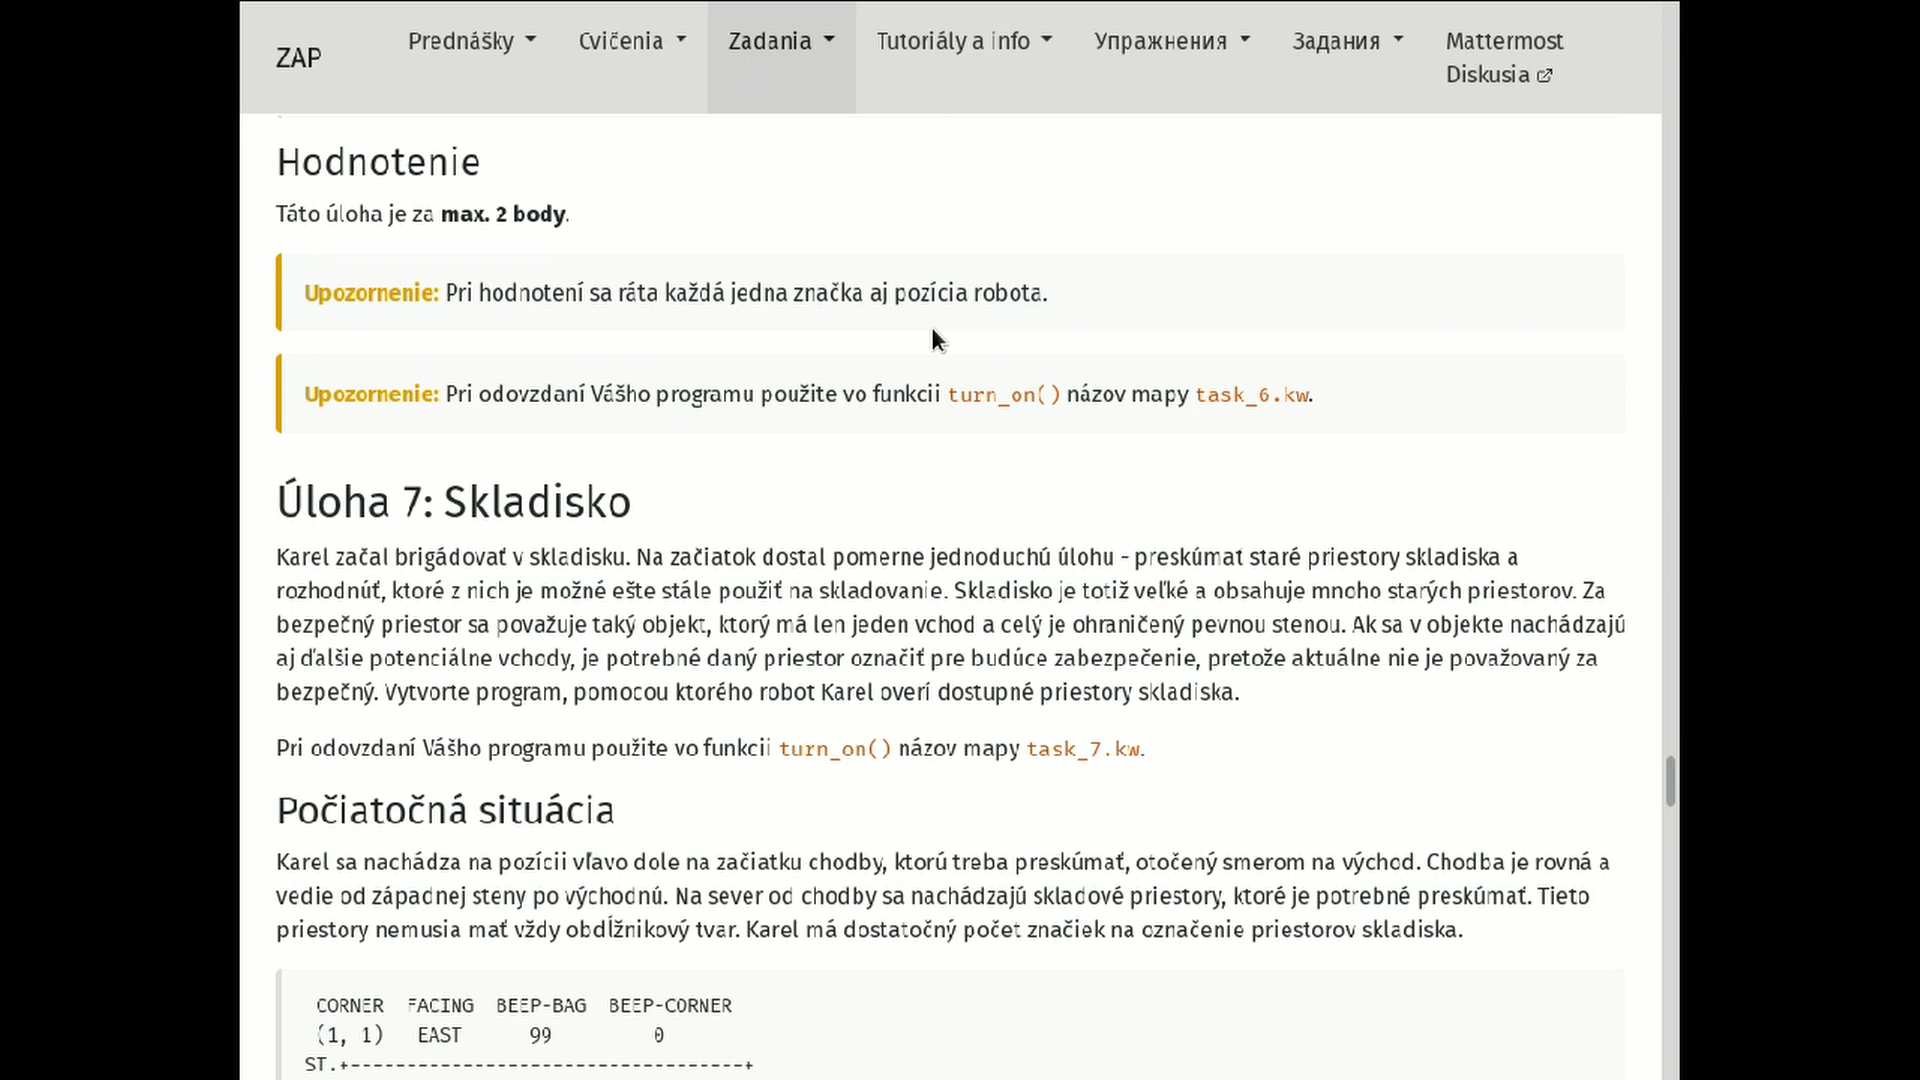 ZAP
Prednášky
Cvičenia
Zadania
Tutoriály a info
Упражнения
Задания
Mattermost
Diskusia
Hodnotenie
Táto úloha je za max. 2 body.
Upozornenie: Pri hodnotení sa ráta každá jedna značka aj pozícia robota.
Upozornenie: Pri odovzdaní Vášho programu použite vo funkcii turn_on() názov mapy task_6.kw.
Úloha 7: Skladisko
Karel začal brigádovať v skladisku. Na začiatok dostal pomerne jednoduchú úlohu - preskúmat staré priestory skladiska a
rozhodnúť, ktoré z nich je možné ešte stále použiť na skladovanie. Skladisko je totiž veľké a obsahuje mnoho starých priestorov. Za
bezpečný priestor sa považuje taký objekt, ktorý má len jeden vchod a celý je ohraničený pevnou stenou. Ak sa v objekte nachádzajú
aj ďalšie potenciálne vchody, je potrebné daný priestor označiť pre budúce zabezpečenie, pretože aktuálne nie je považovaný za
bezpečný. Vytvorte program, pomocou ktorého robot Karel overí dostupné priestory skladiska.
Pri odovzdaní Vášho programu použite vo funkcii turn_on() názov mapy task_7.kw.
Počiatočná situácia
Karel sa nachádza na pozícii vľavo dole na začiatku chodby, ktorú treba preskúmať, otočený smerom na východ. Chodba je rovná a
vedie od západnej steny po východnú. Na sever od chodby sa nachádzajú skladové priestory, ktoré je potrebné preskúmať. Tieto
priestory nemusia mať vždy obdĺžnikový tvar. Karel má dostatočný počet značiek na označenie priestorov skladiska.
CORNER FACING BEEP-BAG BEEP-CORNER
(1, 1) EAST 99 0
ST.+-----------------------------------+